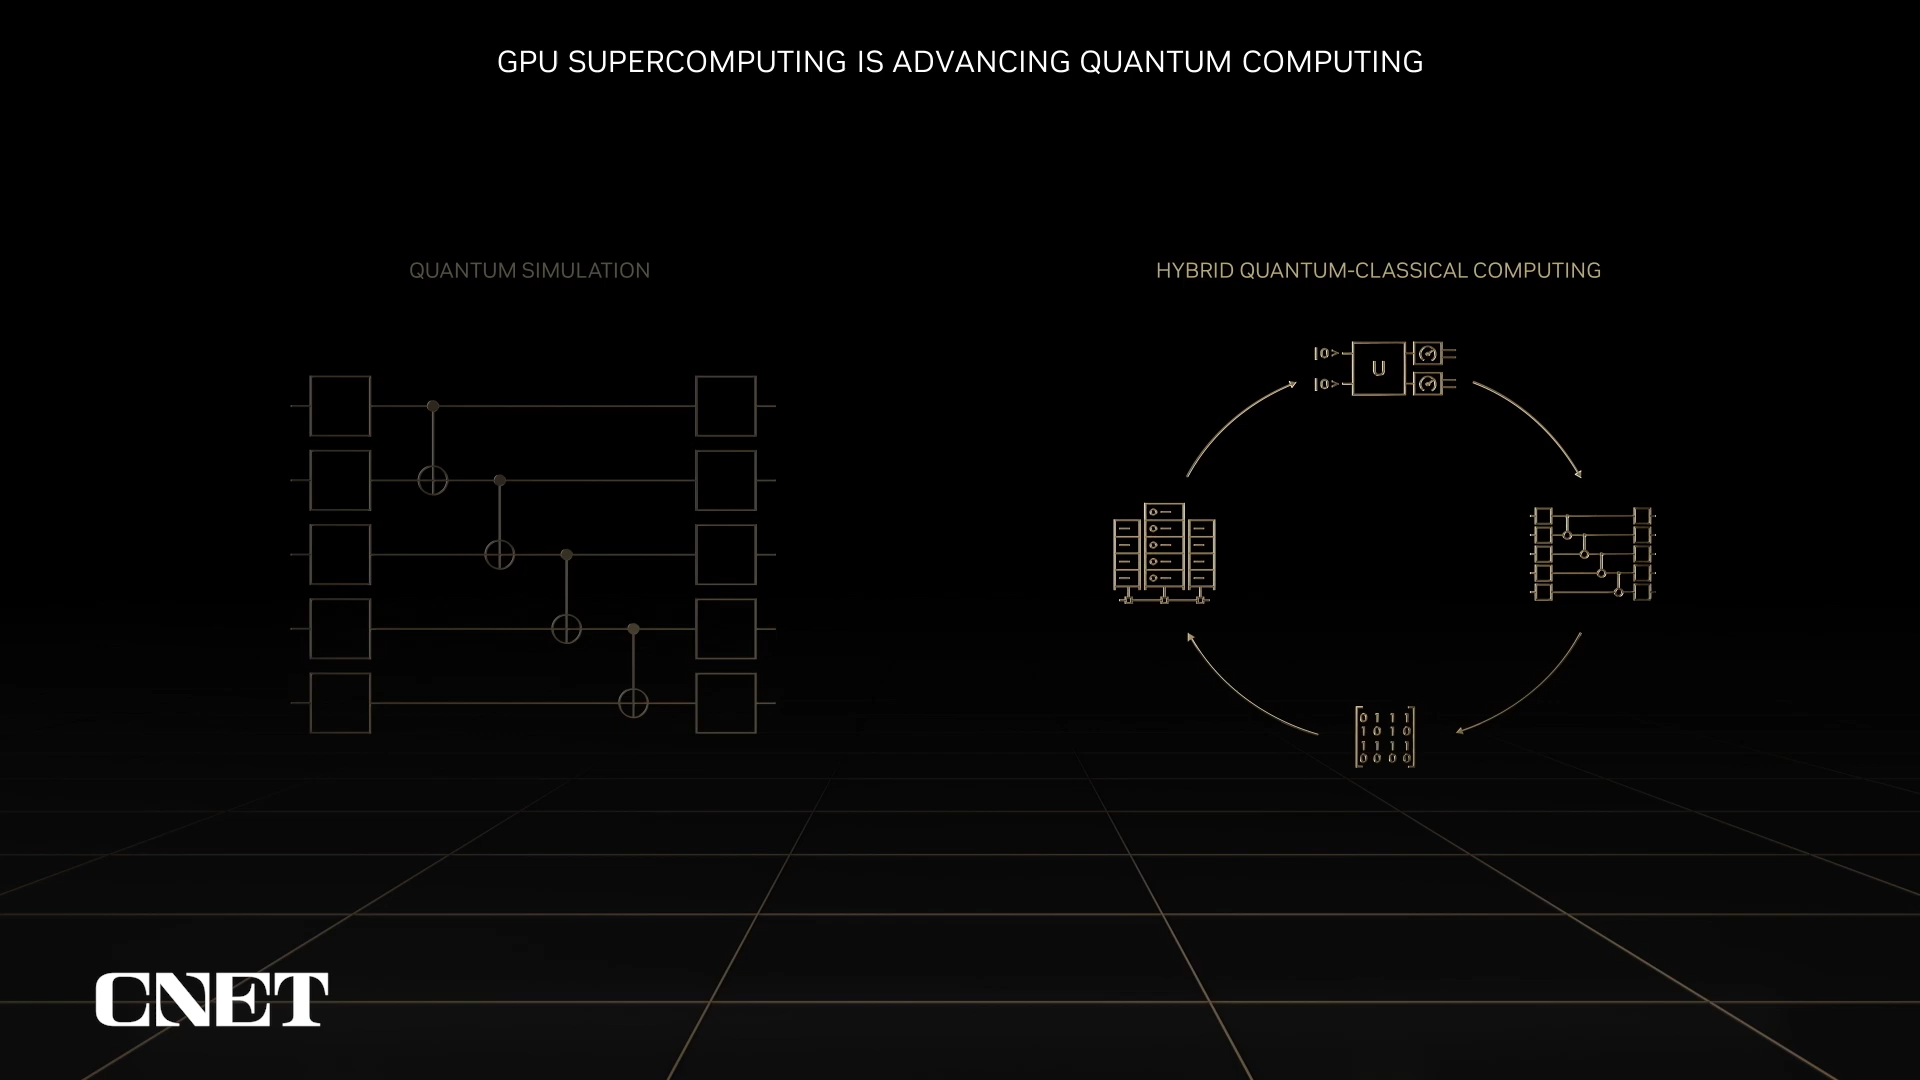 GPU SUPERCOMPUTING IS ADVANCING QUANTUM COMPUTING
QUANTUM SIMULATION
HYBRID QUANTUM-CLASSICAL COMPUTING
|0>
U
|0>
0 1 1 1
1 0 1 0
1 1 1 1
0 0 0 0
CNET